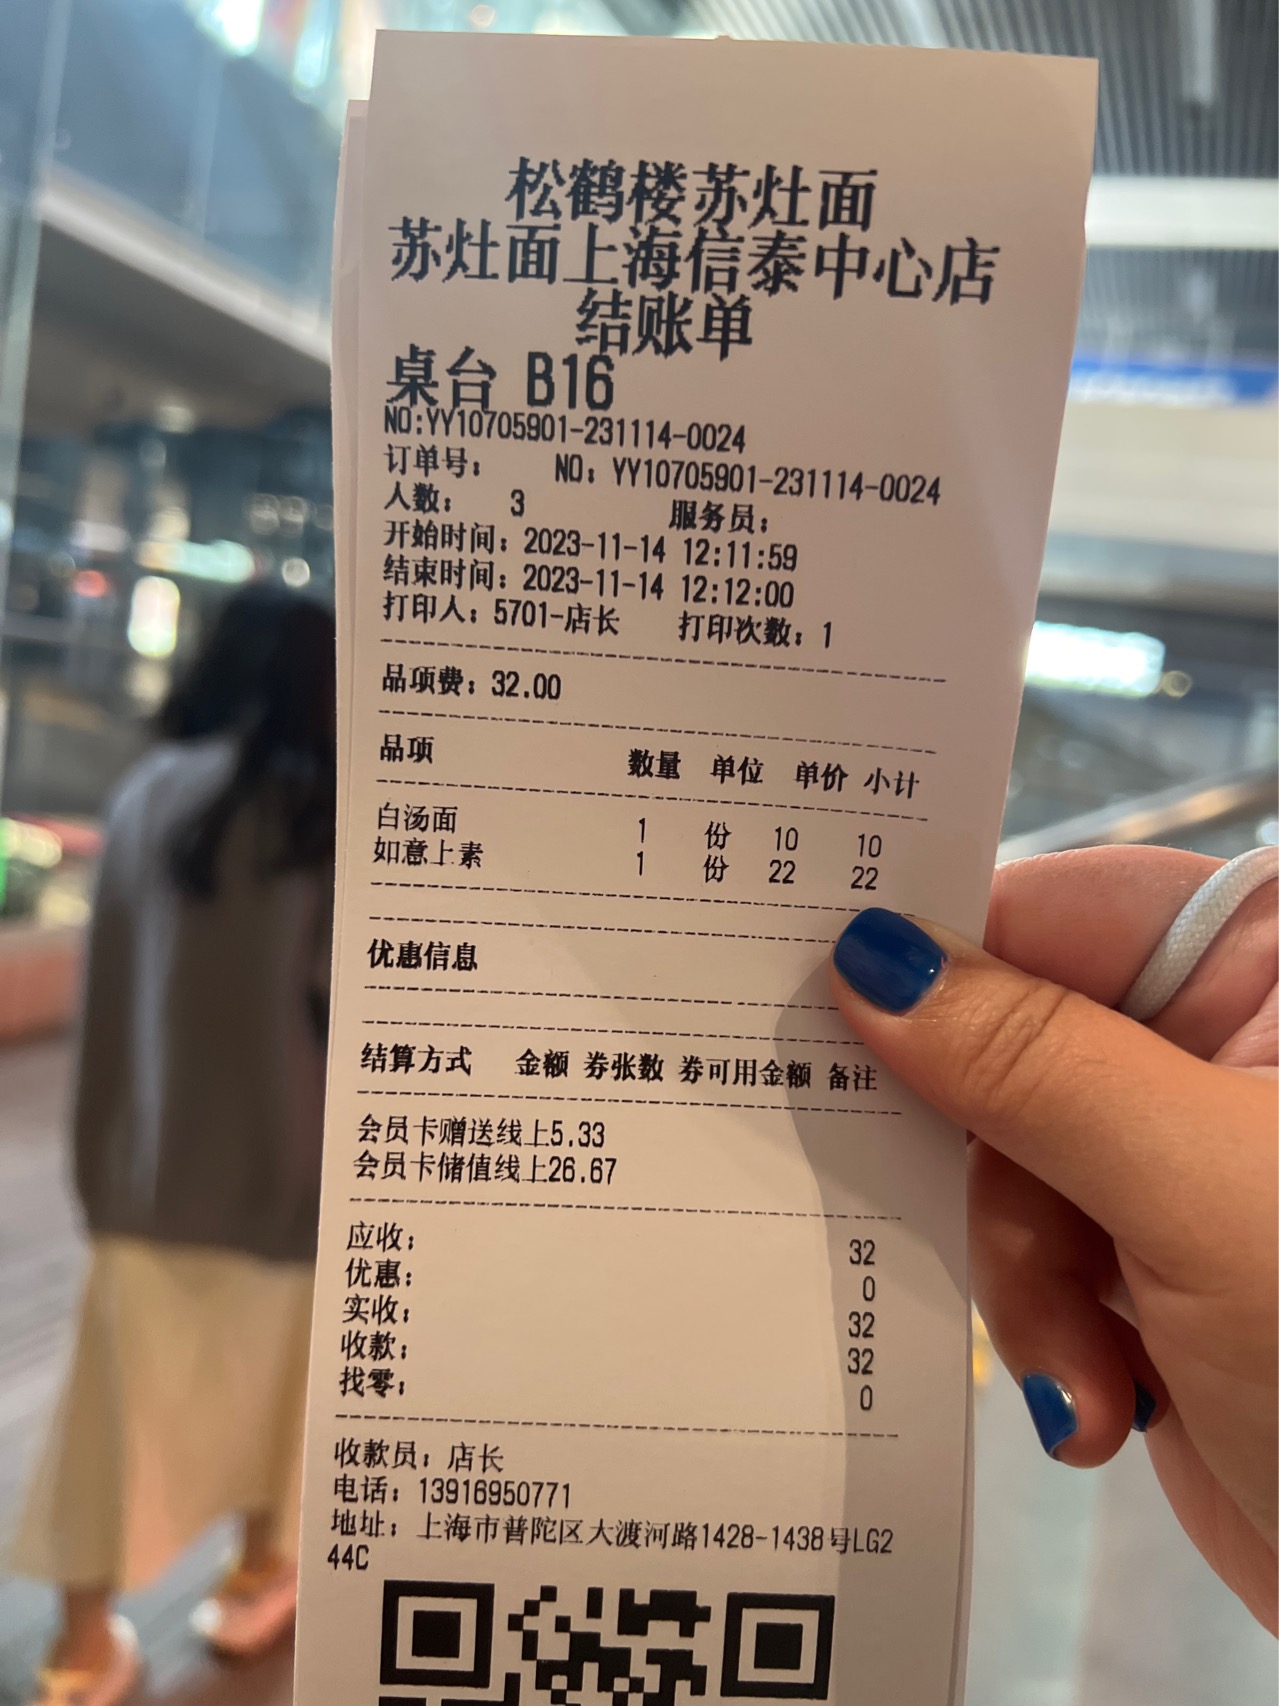 松鹤楼苏灶面
苏灶面上海信泰中心店
结账单
桌台 B16
NO:YY10705901-231114-0024
订单号: NO: YY10705901-231114-0024
人数: 3 服务员:
开始时间: 2023-11-14 12:11:59
结束时间: 2023-11-14 12:12:00
打印人: 5701-店长 打印次数: 1
品项费: 32.00
品项 数量 单位 单价 小计
白汤面 1 份 10 10
如意上素 1 份 22 22
优惠信息
结算方式 金额 券张数 券可用金额 备注
会员卡赠送线上5.33
会员卡储值线上26.67
应收: 32
优惠: 0
实收: 32
收款: 32
找零: 0
收款员: 店长
电话: 13916950771
地址: 上海市普陀区大渡河路1428-1438号LG2
44C